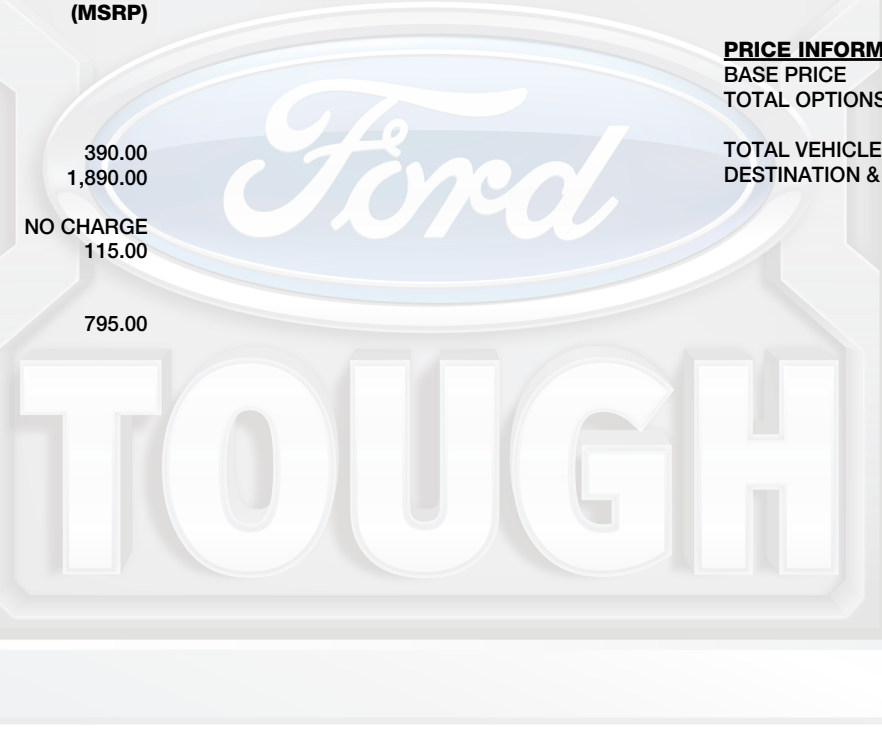 (MSRP)
390.00
1,890.00
NO CHARGE
115.00
795.00
PRICE INFORM
BASE PRICE
TOTAL OPTIONS
TOTAL VEHICLE
DESTINATION &
Ford
TOUGH